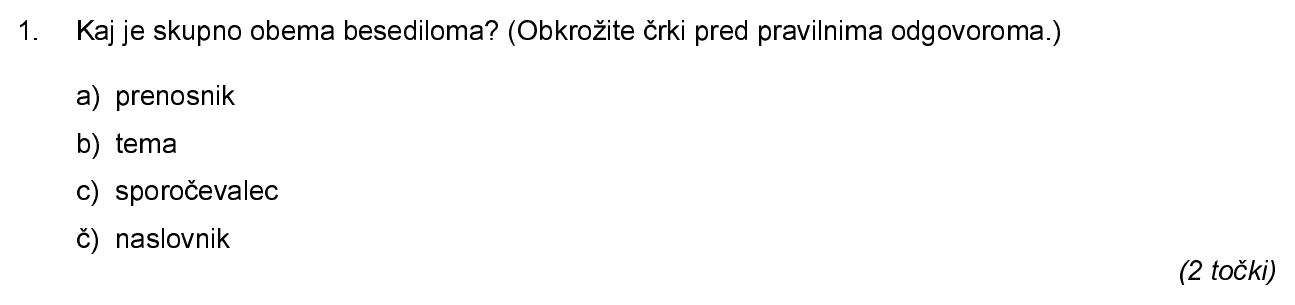 1. Kaj je skupno obema besediloma? (Obkrožite črki pred pravilnima odgovoroma.)
a) prenosnik
b) tema
c) sporočevalec
č) naslovnik
(2 točki)